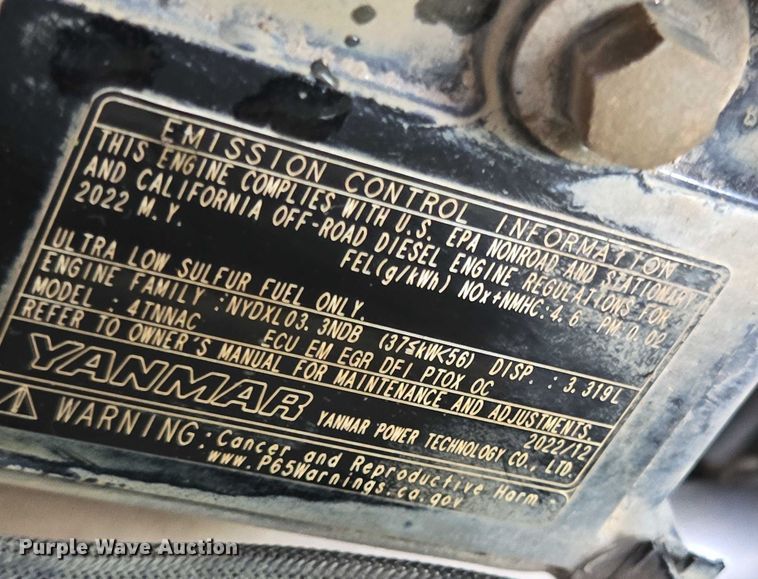 EMISSION CONTROL INFORMATION
THIS ENGINE COMPLIES WITH U.S. EPA NONROAD AND STATIONARY
AND CALIFORNIA OFF-ROAD DIESEL ENGINE REGULATIONS FOR
2022 M.Y. FEL(g/kWh) NOx+NMHC:4.6 PM:0.02
ULTRA LOW SULFUR FUEL ONLY.
ENGINE FAMILY :NYDXL03.3NDB (37≤kW<56) DISP. : 3.319L
MODEL : 4TNNAC ECU EM EGR DFI PTOX OC
REFER TO OWNER'S MANUAL FOR MAINTENANCE AND ADJUSTMENTS.
2022/12
YANMAR YANMAR POWER TECHNOLOGY CO., LTD.
WARNING: Cancer and Reproductive Harm -
www.P65Warnings.ca.gov
Purple Wave Auction